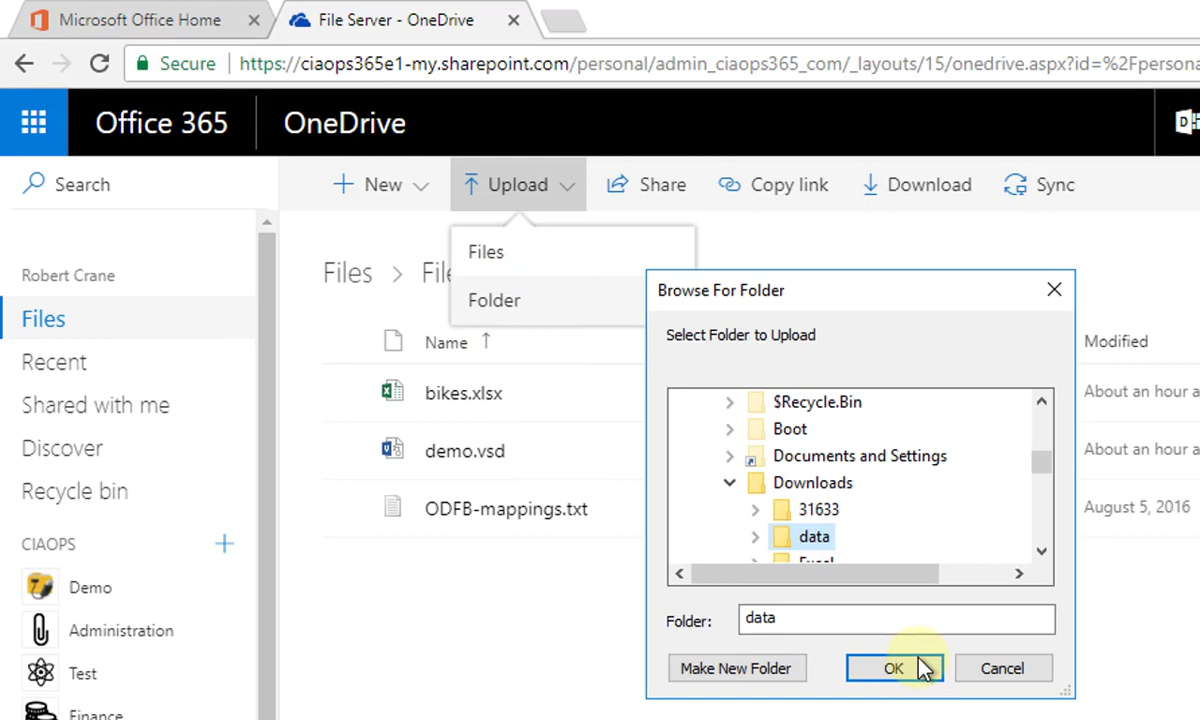 Microsoft Office Home
File Server - OneDrive
Secure https://ciaops365e1-my.sharepoint.com/personal/admin_ciaops365_com/_layouts/15/onedrive.aspx?id=%2Fpersona
Office 365 OneDrive
Search
New Upload Share Copy link Download Sync
Files
Folder
Files > File
Robert Crane
Files
Recent
Shared with me
Discover
Recycle bin
CIAOPS
Demo
Administration
Test
Finance
Name Modified
bikes.xlsx About an hour a
demo.vsd About an hour a
ODFB-mappings.txt August 5, 2016
Browse For Folder
Select Folder to Upload
$Recycle.Bin
Boot
Documents and Settings
Downloads
31633
data
Excel
Folder: data
Make New Folder OK Cancel